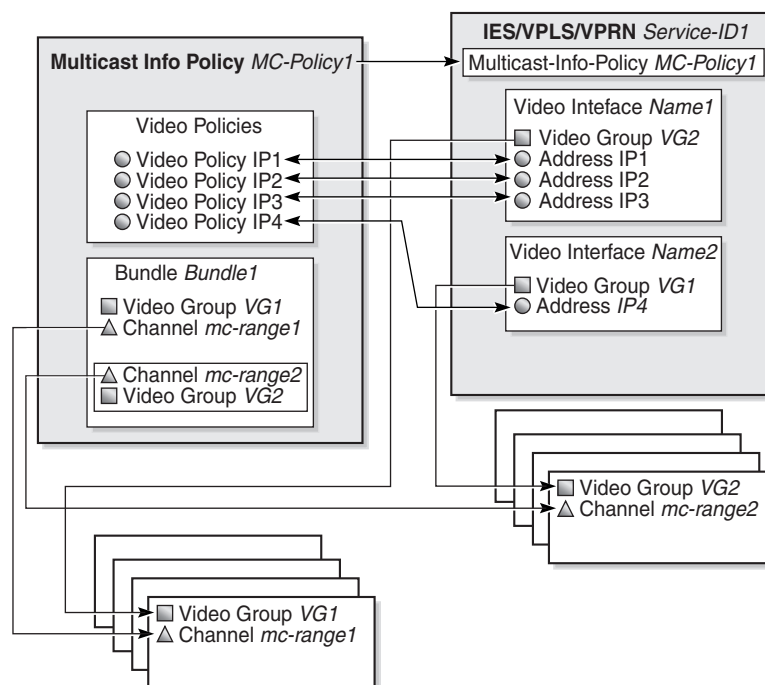 Multicast Info Policy MC-Policy1
Video Policies
Video Policy IP1
Video Policy IP2
Video Policy IP3
Video Policy IP4
Bundle Bundle1
Video Group VG1
Channel mc-range1
Channel mc-range2
Video Group VG2
IES/VPLS/VPRN Service-ID1
Multicast-Info-Policy MC-Policy1
Video Inteface Name1
Video Group VG2
Address IP1
Address IP2
Address IP3
Video Interface Name2
Video Group VG1
Address IP4
Video Group VG2
Channel mc-range2
Video Group VG1
Channel mc-range1